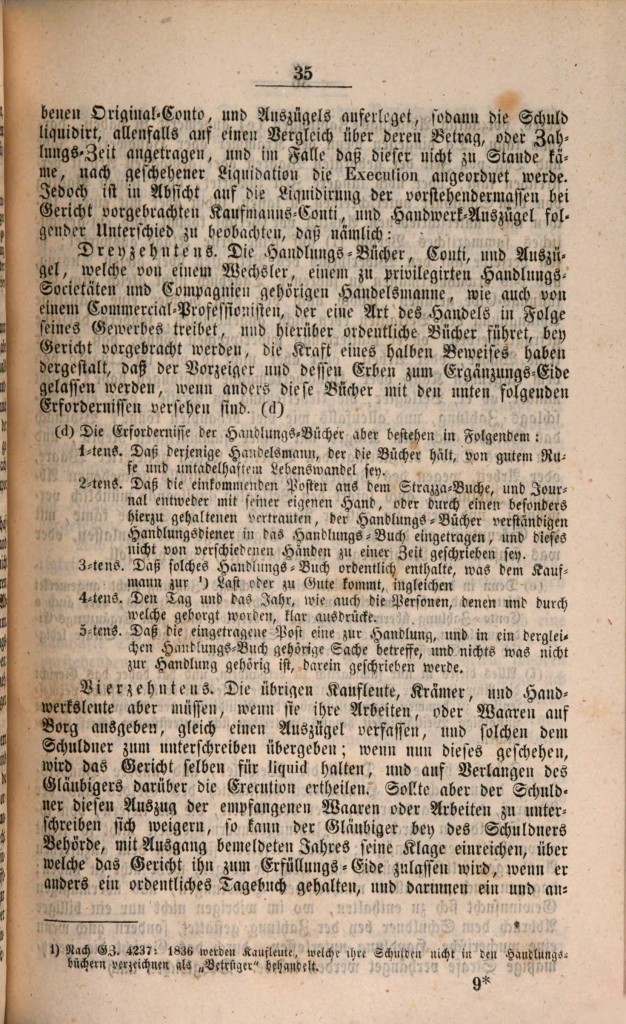 35
benen Original-Conto, und Auszügels auferleget, sodann die Schuld
liquidirt, allenfalls auf einen Vergleich über deren Betrag, oder Zah-
lungs-Zeit angetragen, und im Falle daß dieser nicht zu Stande kä-
me, nach geschehener Liquidation die Execution angeordnet werde.
Jedoch ist in Absicht auf die Liquidirung der vorstehendermassen bei
Gericht vorgebrachten Kaufmanns-Conti, und Handwerk-Auszügel fol-
gender Unterschied zu beobachten, daß nämlich:
Dreyzehntens. Die Handlungs-Bücher, Conti, und Auszü-
gel, welche von einem Wechsler, einem zu privilegirten Handlungs-
Societäten und Compagnien gehörigen Handelsmanne, wie auch von
einem Commercial-Professionisten, der eine Art des Handels in Folge
seines Gewerbes treibet, und hierüber ordentliche Bücher führet, bey
Gericht vorgebracht werden, die Kraft eines halben Beweises haben
dergestalt, daß der Vorzeiger und dessen Erben zum Ergänzungs-Eide
gelassen werden, wenn anders diese Bücher mit den unten folgenden
Erfordernissen versehen sind. (d)
(d) Die Erfordernisse der Handlungs-Bücher aber bestehen in Folgendem:
1-tens. Daß derjenige Handelsmann, der die Bücher hält, von gutem Ru-
fe und untadelhaftem Lebenswandel sey.
2-tens. Daß die einkommenden Posten aus dem Strazza-Buche, und Jour-
nal entweder mit seiner eigenen Hand, oder durch einen besonders
hierzu gehaltenen vertrauten, der Handlungs-Bücher verständigen
Handlungsdiener in das Handlungs-Buch eingetragen, und dieses
nicht von verschiedenen Händen zu einer Zeit geschrieben sey.
3-tens. Daß solches Handlungs-Buch ordentlich enthalte, was dem Kauf-
mann zur ¹) Last oder zu Gute kommt, ingleichen
4-tens. Den Tag und das Jahr, wie auch die Personen, denen und durch
welche geborgt worden, klar ausdrücke.
5-tens. Daß die eingetragene Post eine zur Handlung, und in ein derglei-
chen Handlungs-Buch gehörige Sache betreffe, und nichts was nicht
zur Handlung gehörig ist, darein geschrieben werde.
Vierzehntens. Die übrigen Kaufleute, Krämer, und Hand-
werksleute aber müssen, wenn sie ihre Arbeiten, oder Waaren auf
Borg ausgeben, gleich einen Auszügel verfassen, und solchen dem
Schuldner zum unterschreiben übergeben; wenn nun dieses geschehen,
wird das Gericht selben für liquid halten, und auf Verlangen des
Gläubigers darüber die Execution ertheilen. Sollte aber der Schuld-
ner diesen Auszug der empfangenen Waaren oder Arbeiten zu unter-
schreiben sich weigern, so kann der Gläubiger bey des Schuldners
Behörde, mit Ausgang bemeldeten Jahres seine Klage einreichen, über
welche das Gericht ihn zum Erfüllungs-Eide zulassen wird, wenn er
anders ein ordentliches Tagebuch gehalten, und darinnen ein und an-
1) Nach GZ. 4237: 1836 werden Kaufleute, welche ihre Schulden nicht in den Handlungs-
büchern verzeichnen als „Betrüger" behandelt.
9*